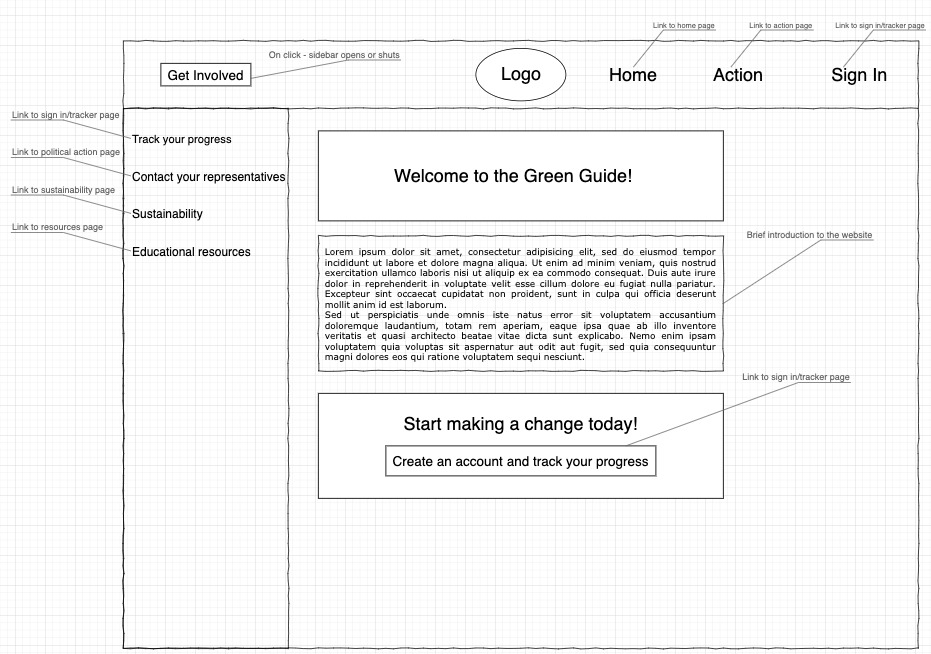 Link to home page
Link to action page
Link to sign in/tracker page
On click - sidebar opens or shuts
Get Involved
Logo
Home
Action
Sign In
Link to sign in/tracker page
Track your progress
Link to political action page
Contact your representatives
Link to sustainability page
Sustainability
Link to resources page
Educational resources
Welcome to the Green Guide!
Brief introduction to the website
Lorem ipsum dolor sit amet, consectetur adipisicing elit, sed do eiusmod tempor
incididunt ut labore et dolore magna aliqua. Ut enim ad minim veniam, quis nostrud
exercitation ullamco laboris nisi ut aliquip ex ea commodo consequat. Duis aute irure
dolor in reprehenderit in voluptate velit esse cillum dolore eu fugiat nulla pariatur.
Excepteur sint occaecat cupidatat non proident, sunt in culpa qui officia deserunt
mollit anim id est laborum.
Sed ut perspiciatis unde omnis iste natus error sit voluptatem accusantium
doloremque laudantium, totam rem aperiam, eaque ipsa quae ab illo inventore
veritatis et quasi architecto beatae vitae dicta sunt explicabo. Nemo enim ipsam
voluptatem quia voluptas sit aspernatur aut odit aut fugit, sed quia consequuntur
magni dolores eos qui ratione voluptatem sequi nesciunt.
Link to sign in/tracker page
Start making a change today!
Create an account and track your progress